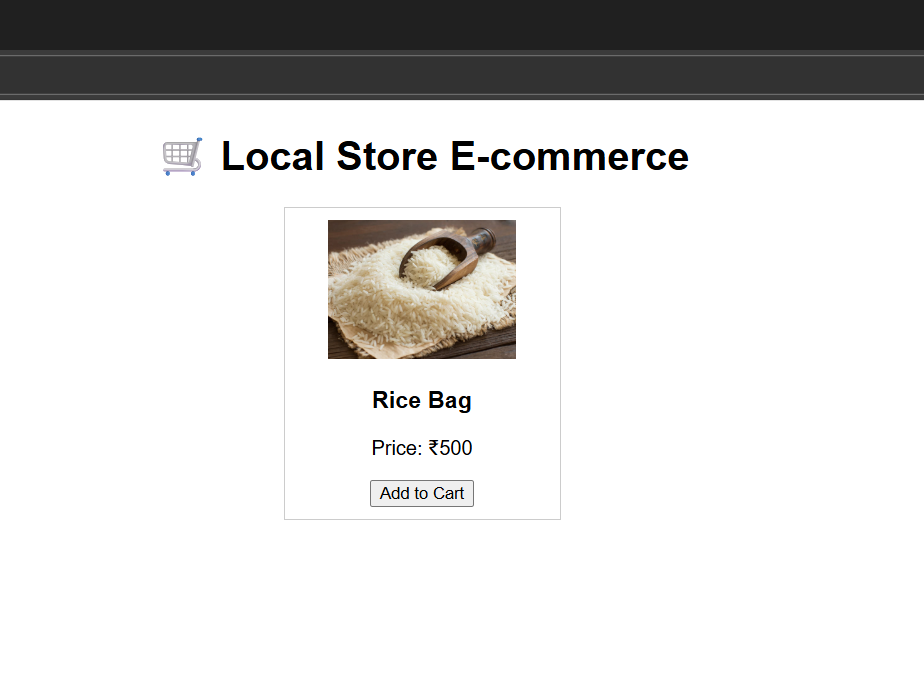 🛒 Local Store E-commerce
Rice Bag
Price: ₹500
Add to Cart